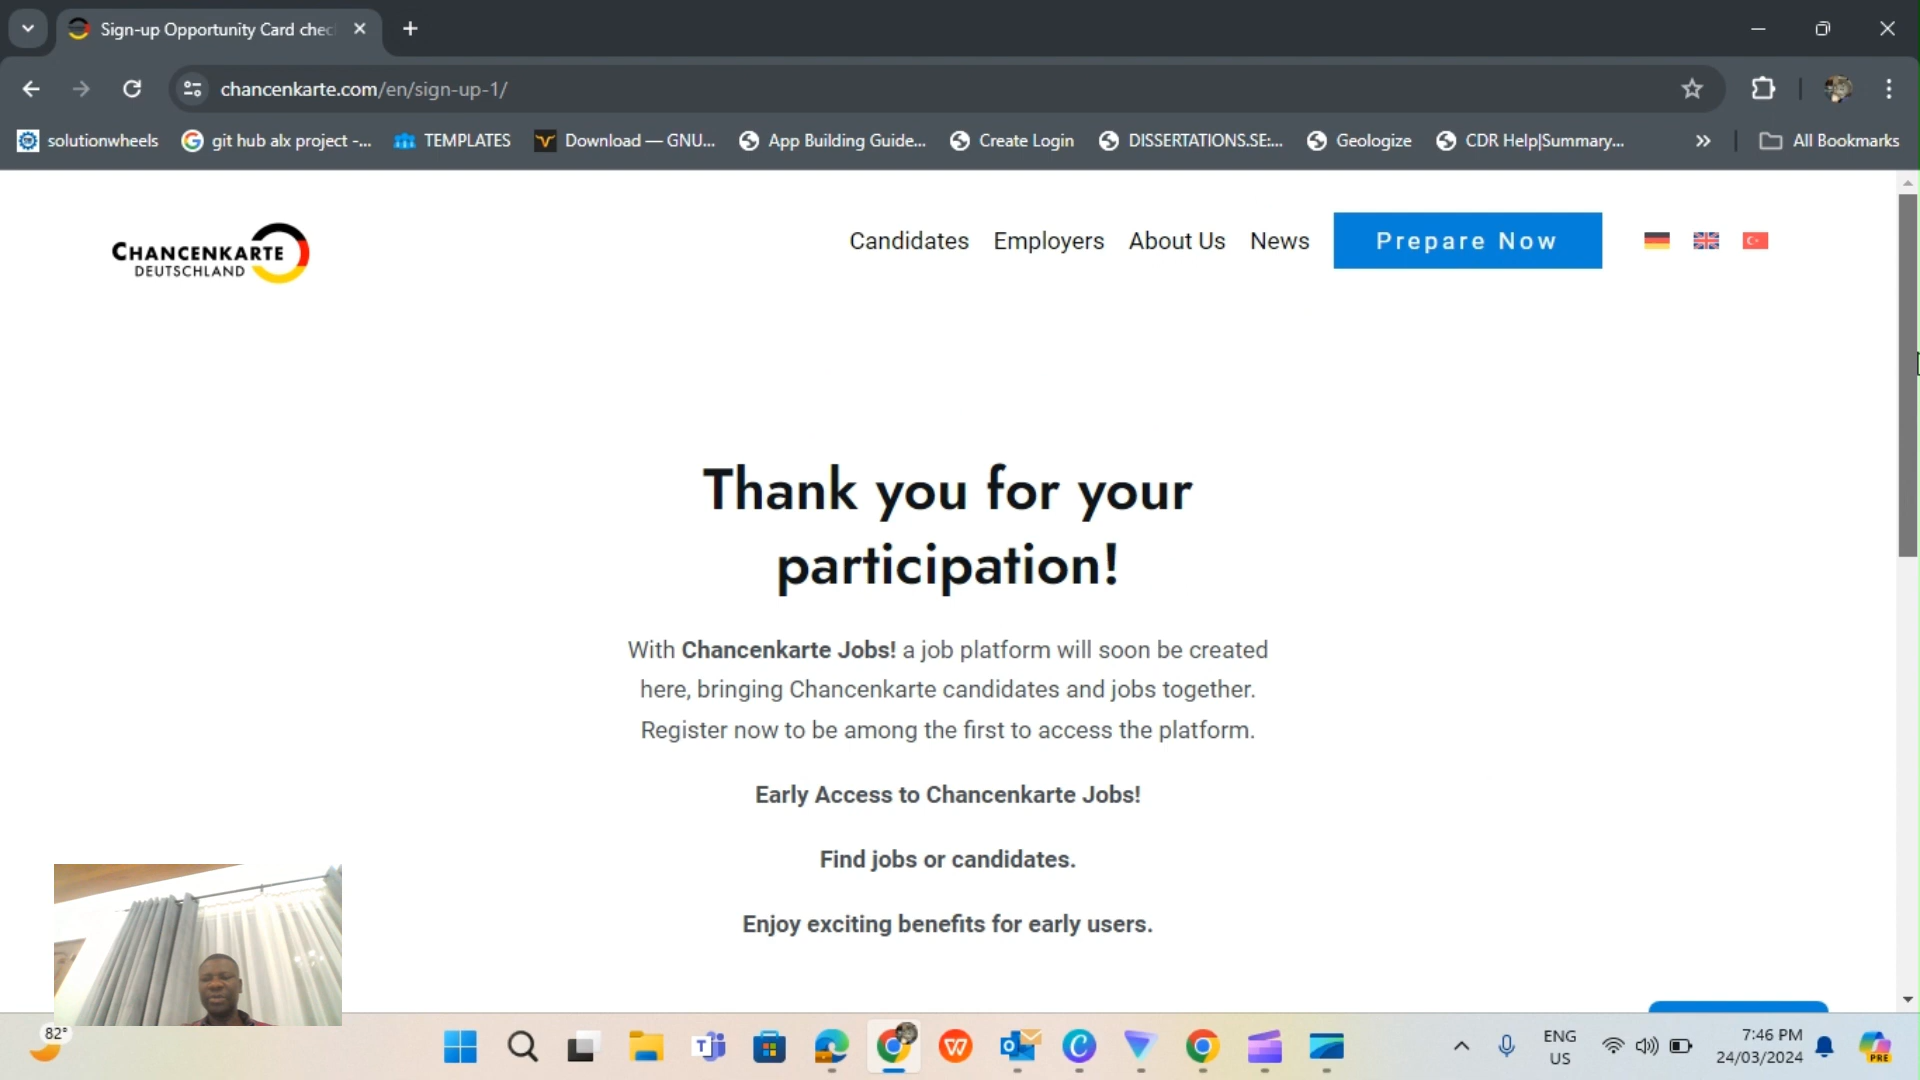 Sign-up Opportunity Card chec
chancenkarte.com/en/sign-up-1/
solutionwheels
git hub alx project -...
TEMPLATES
Download — GNU...
App Building Guide...
Create Login
DISSERTATIONS.SE:...
Geologize
CDR Help|Summary...
All Bookmarks
CHANCENKARTE
DEUTSCHLAND
Candidates
Employers
About Us
News
Prepare Now
Thank you for your
participation!
With Chancenkarte Jobs! a job platform will soon be created
here, bringing Chancenkarte candidates and jobs together.
Register now to be among the first to access the platform.
Early Access to Chancenkarte Jobs!
Find jobs or candidates.
Enjoy exciting benefits for early users.
82°
ENG
US
7:46 PM
24/03/2024
PRE